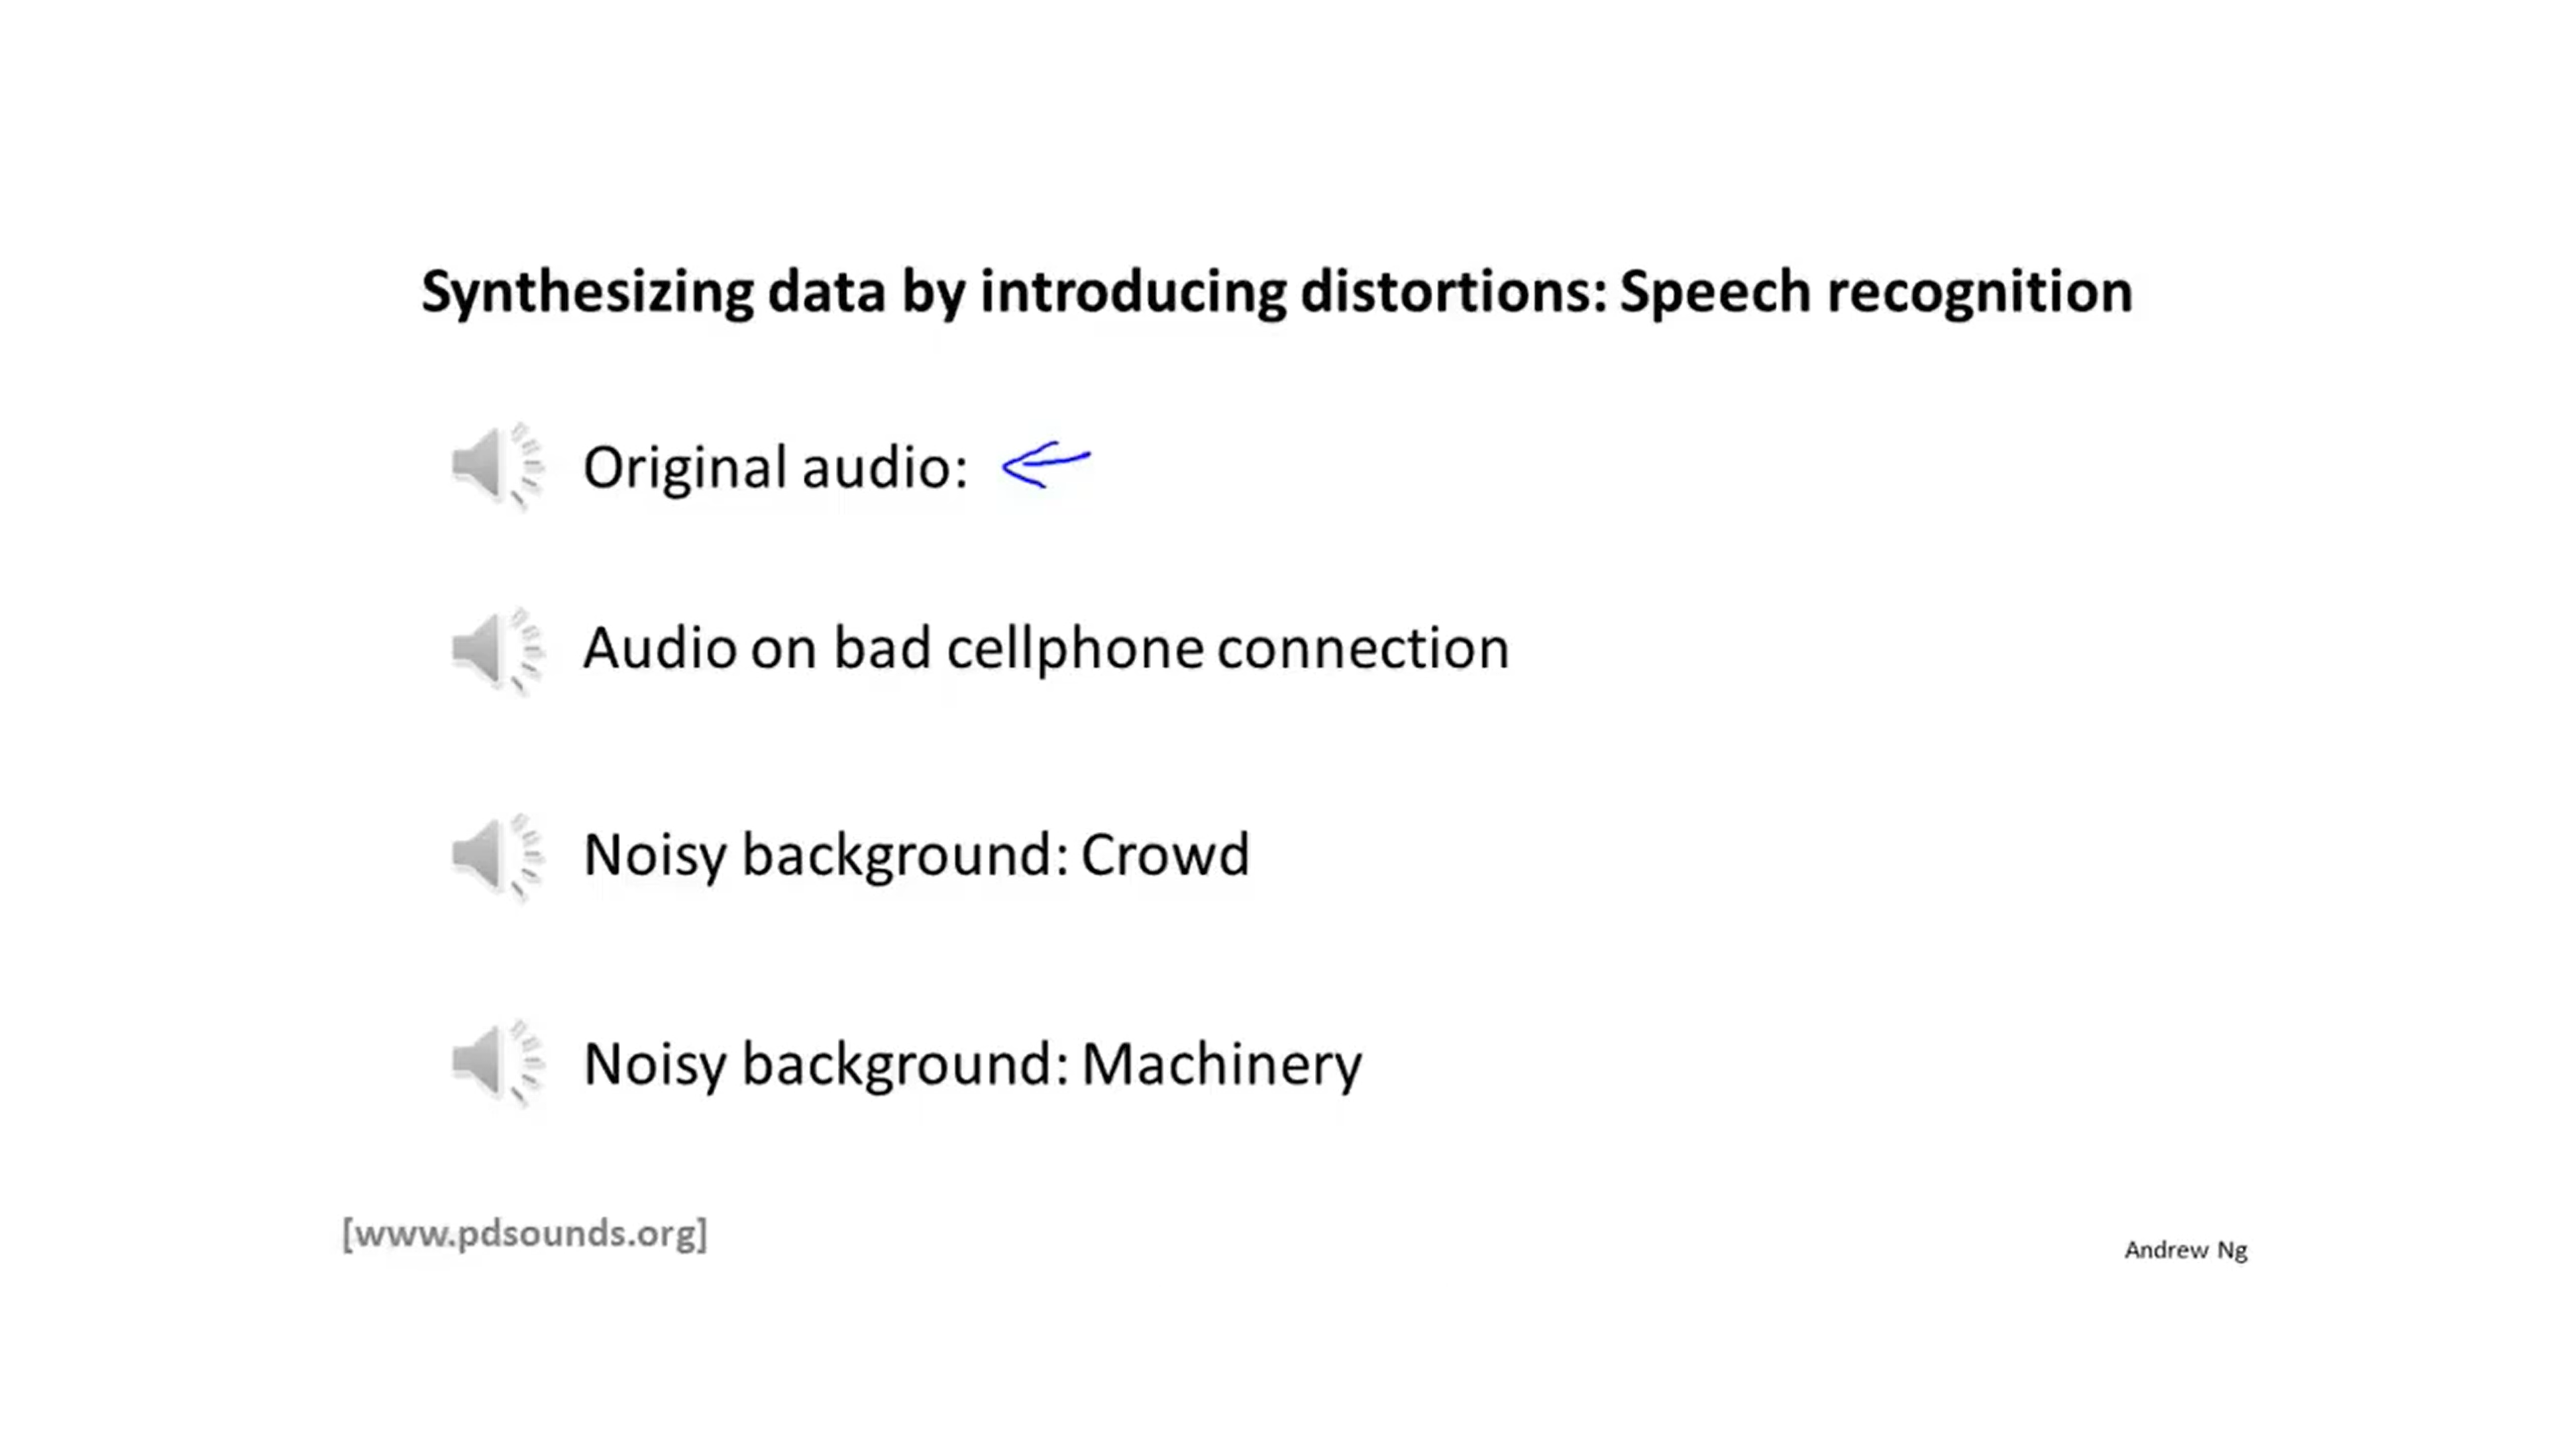 Synthesizing data by introducing distortions: Speech recognition
Original audio:
Audio on bad cellphone connection
Noisy background: Crowd
Noisy background: Machinery
[www.pdsounds.org]
Andrew Ng